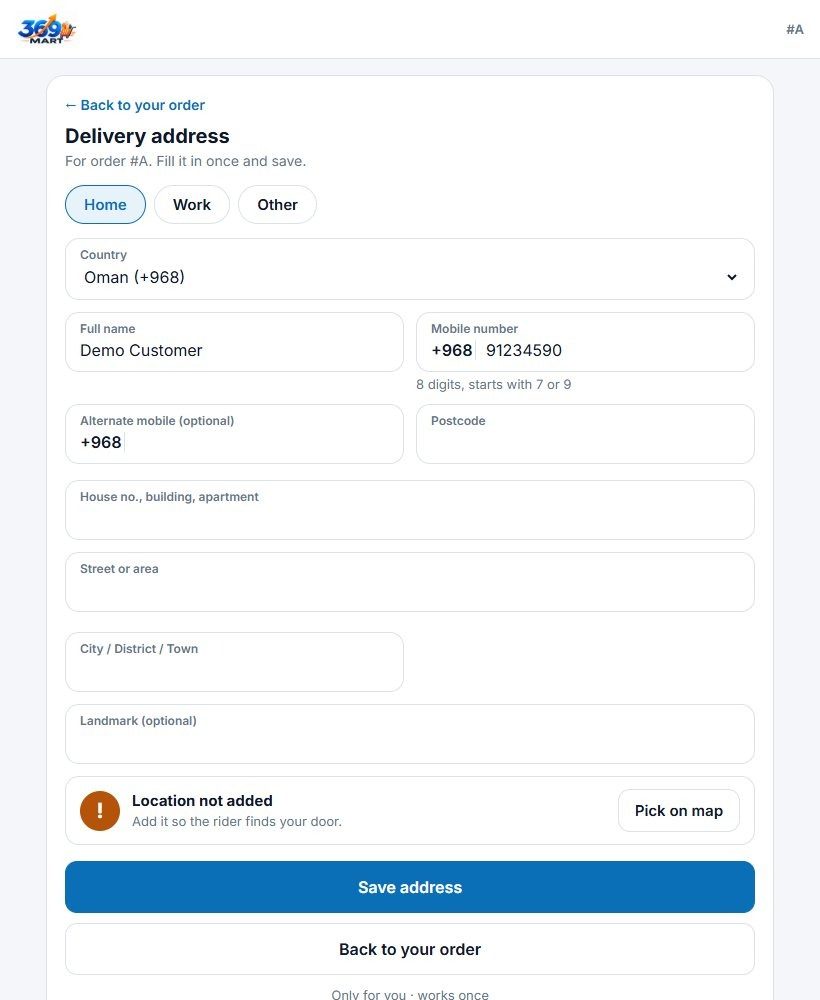 369
MART
#A
← Back to your order
Delivery address
For order #A. Fill it in once and save.
Home
Work
Other
Country
Oman (+968)
Full name
Demo Customer
Mobile number
+968 91234590
8 digits, starts with 7 or 9
Alternate mobile (optional)
+968
Postcode
House no., building, apartment
Street or area
City / District / Town
Landmark (optional)
!
Location not added
Add it so the rider finds your door.
Pick on map
Save address
Back to your order
Only for you · works once